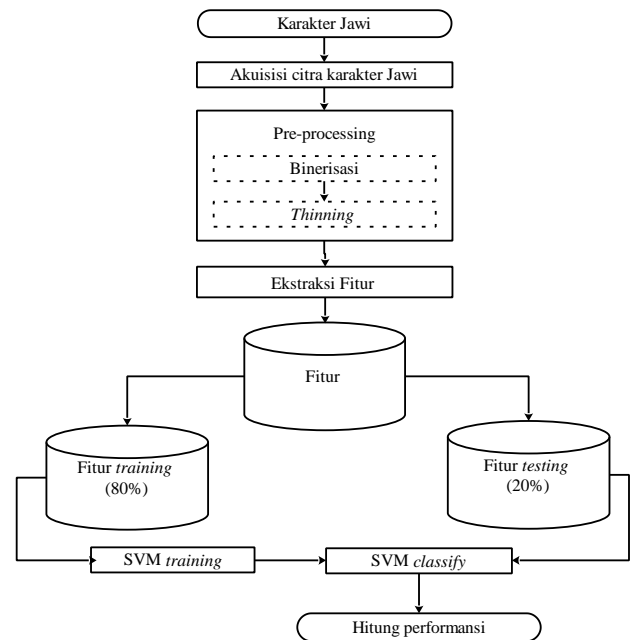 Karakter Jawi
Akuisisi citra karakter Jawi
Pre-processing
Binerisasi
Thinning
Ekstraksi Fitur
Fitur
Fitur training
(80%)
Fitur testing
(20%)
SVM training
SVM classify
Hitung performansi